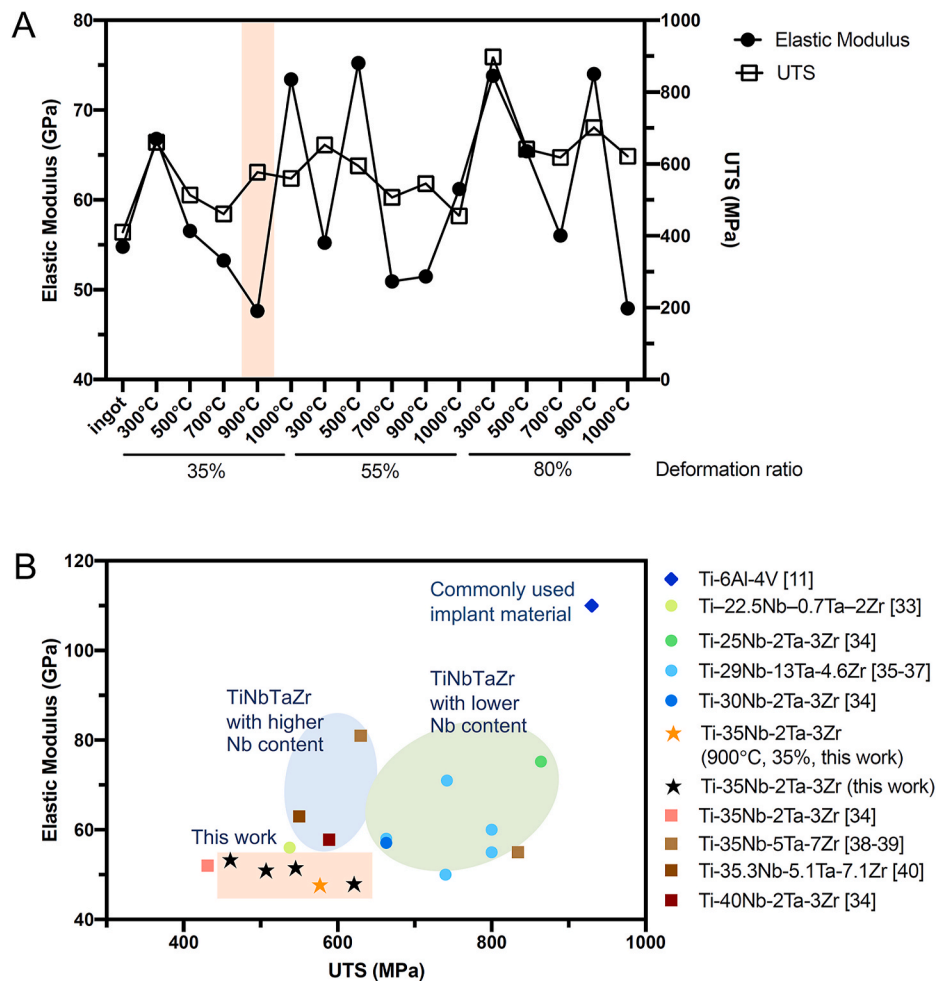 A
Elastic Modulus
UTS
Elastic Modulus (GPa)
80
70
60
50
40
1000
800
600
400
200
0
UTS (MPa)
ingot
300°C
500°C
700°C
900°C
1000°C
300°C
500°C
700°C
900°C
1000°C
300°C
500°C
700°C
900°C
1000°C
35%
55%
80%
Deformation ratio
B
Elastic Modulus (GPa)
120
100
80
60
40
Commonly used
implant material
TiNbTaZr
with higher
Nb content
TiNbTaZr
with lower
Nb content
This work
400
600
800
1000
UTS (MPa)
Ti-6Al-4V [11]
Ti–22.5Nb–0.7Ta–2Zr [33]
Ti-25Nb-2Ta-3Zr [34]
Ti-29Nb-13Ta-4.6Zr [35-37]
Ti-30Nb-2Ta-3Zr [34]
Ti-35Nb-2Ta-3Zr
(900°C, 35%, this work)
Ti-35Nb-2Ta-3Zr (this work)
Ti-35Nb-2Ta-3Zr [34]
Ti-35Nb-5Ta-7Zr [38-39]
Ti-35.3Nb-5.1Ta-7.1Zr [40]
Ti-40Nb-2Ta-3Zr [34]